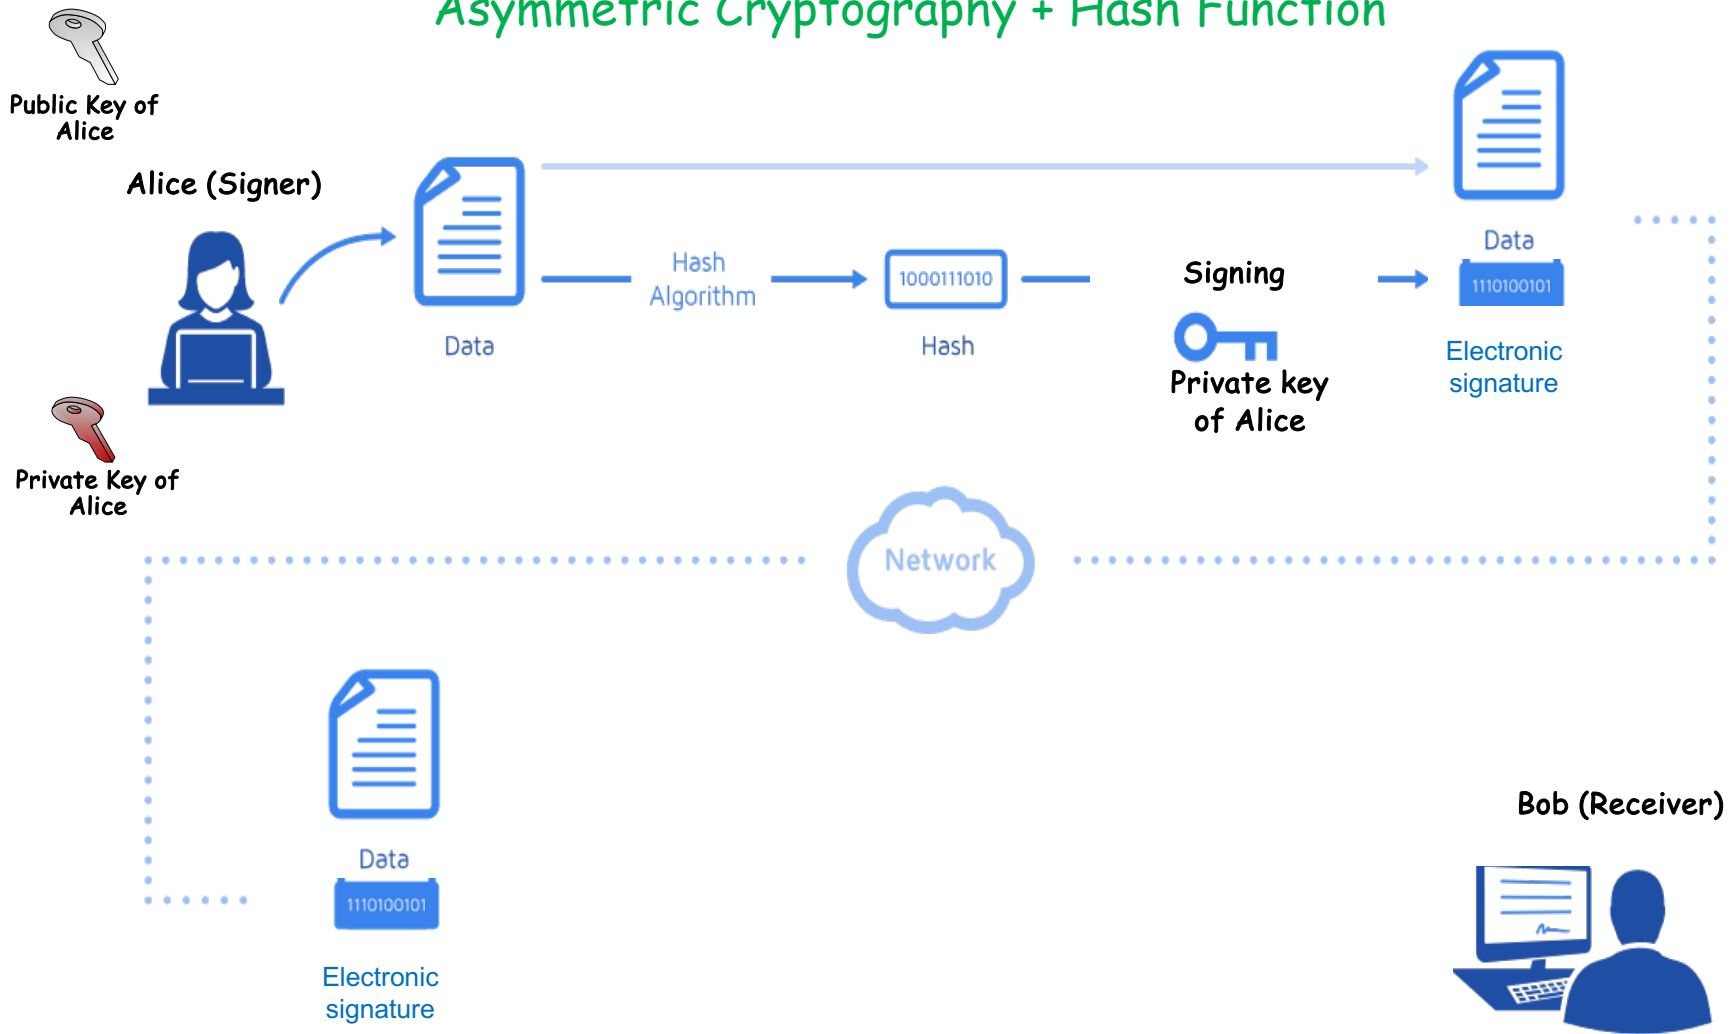 Asymmetric Cryptography + Hash Function
Public Key of
Alice
Alice (Signer)
Data
Hash
Algorithm
1000111010
Hash
Signing
Private key
of Alice
Data
1110100101
Electronic
signature
Private Key of
Alice
Network
Data
1110100101
Electronic
signature
Bob (Receiver)